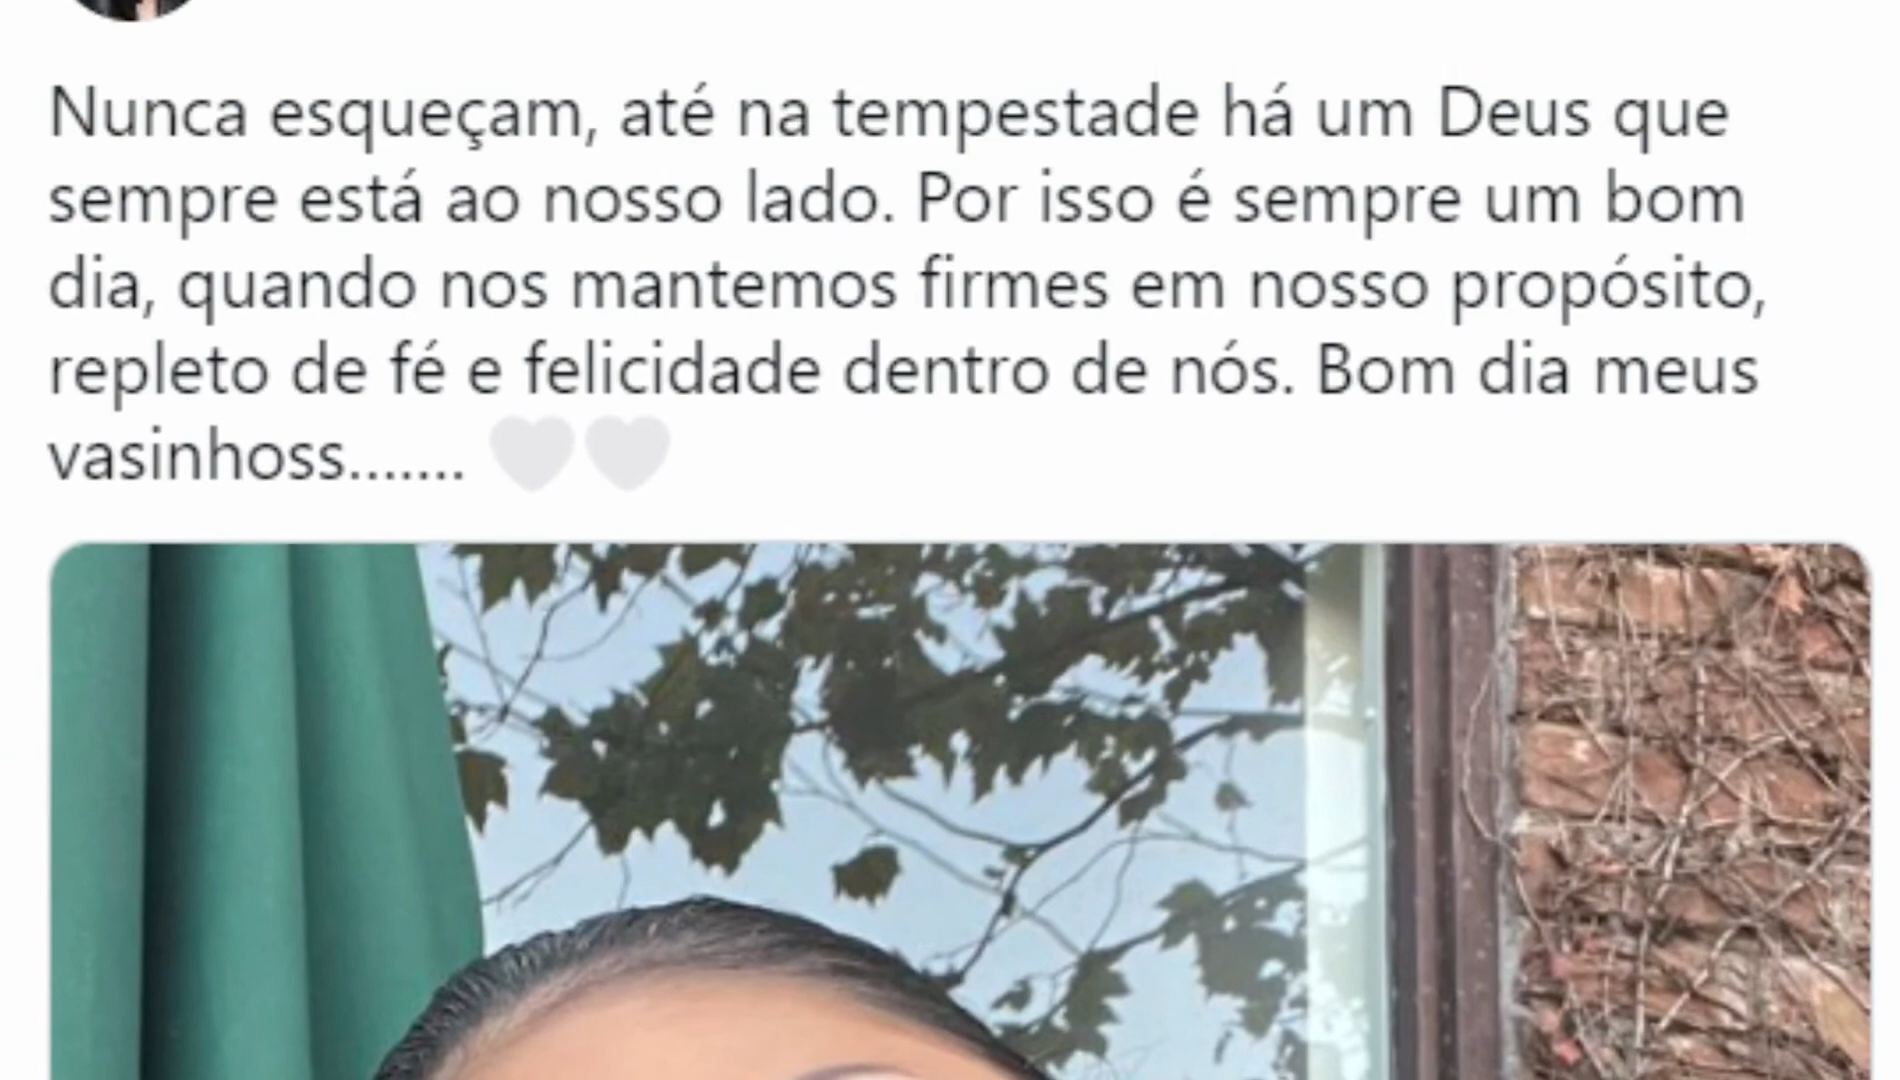 Nunca esqueçam, até na tempestade há um Deus que
sempre está ao nosso lado. Por isso é sempre um bom
dia, quando nos mantemos firmes em nosso propósito,
repleto de fé e felicidade dentro de nós. Bom dia meus
vasinhoss....... 🤍🤍